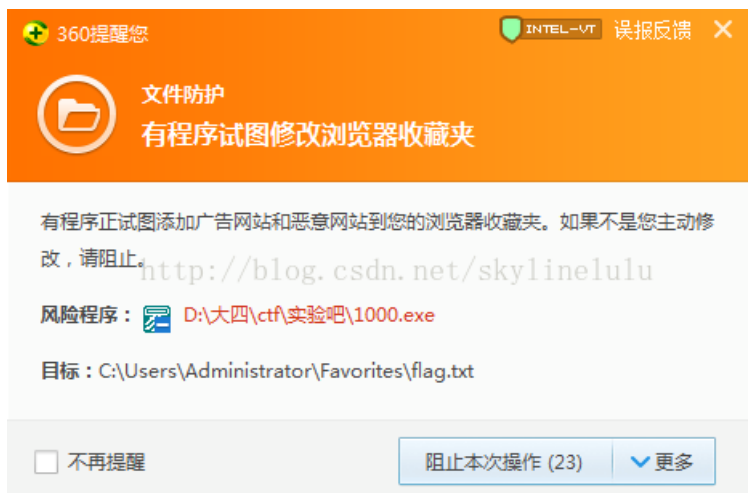 360提醒您
INTEL-VT 误报反馈
文件防护
有程序试图修改浏览器收藏夹
有程序正试图添加广告网站和恶意网站到您的浏览器收藏夹。如果不是您主动修
改，请阻止。
http://blog.csdn.net/skylinelulu
风险程序： D:\大四\ctf\实验吧\1000.exe
目标：C:\Users\Administrator\Favorites\flag.txt
不再提醒 阻止本次操作 (23) 更多